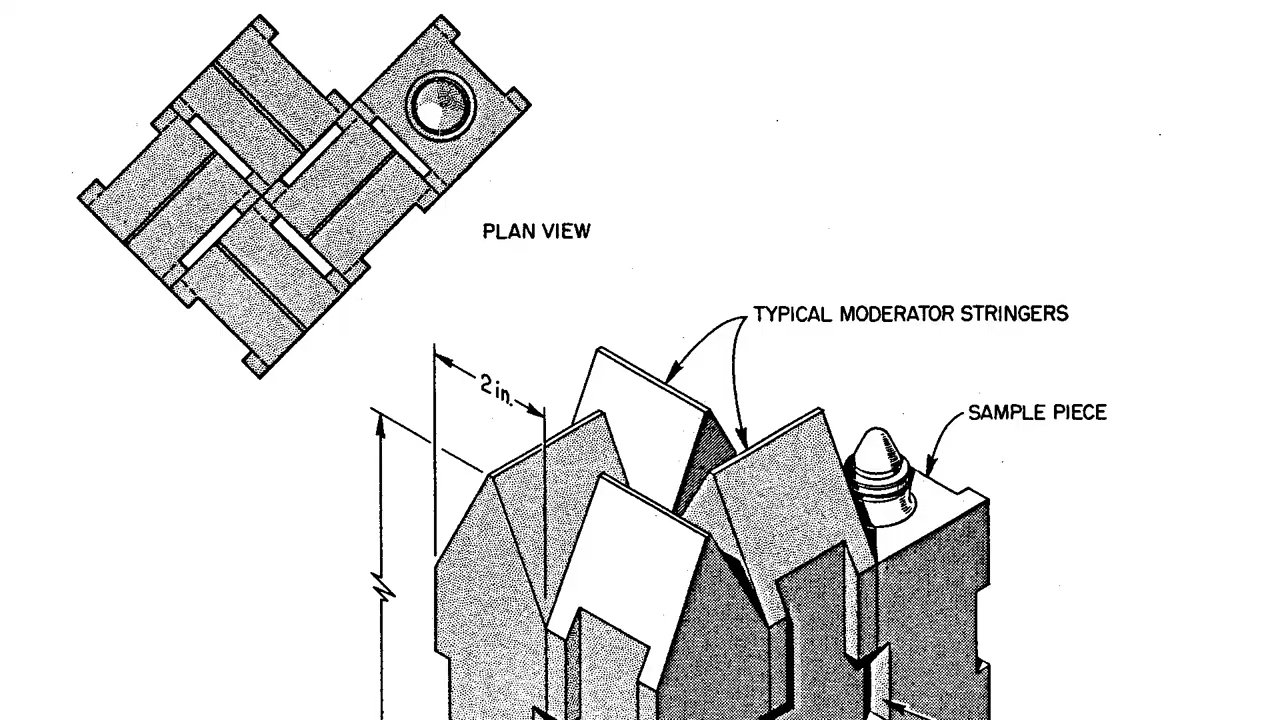 PLAN VIEW
TYPICAL MODERATOR STRINGERS
2 in.
SAMPLE PIECE